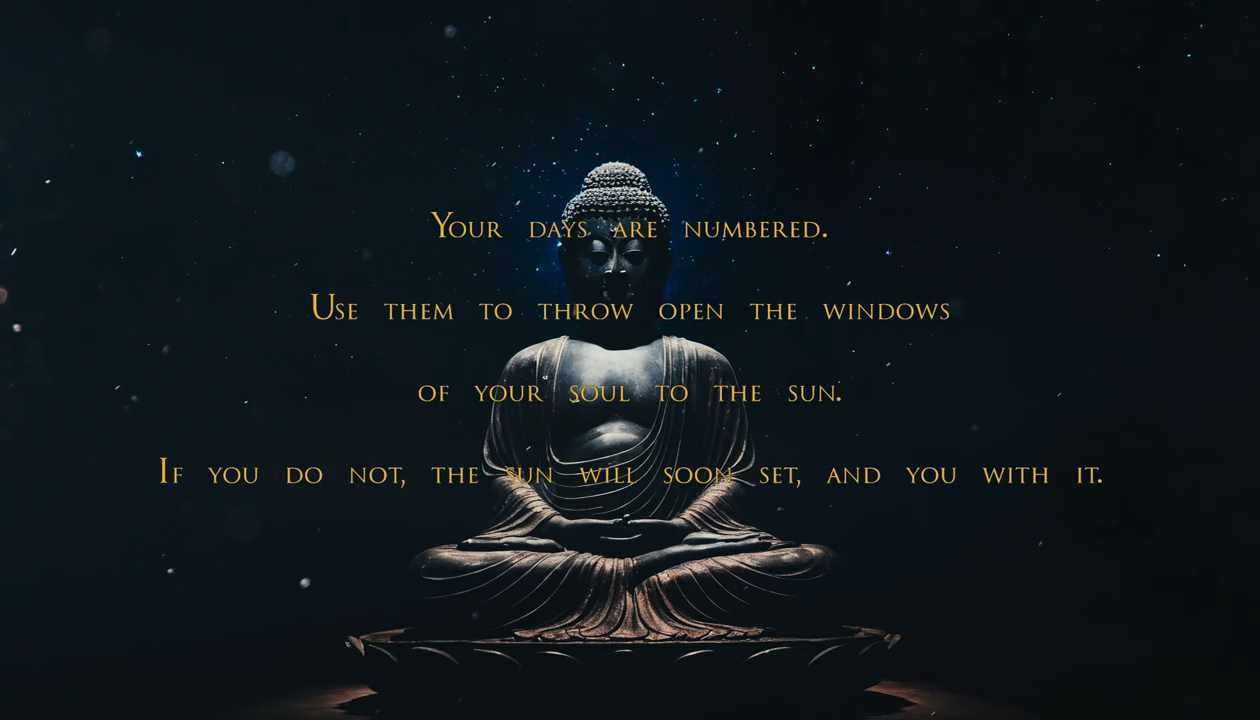 Your days are numbered.
Use them to throw open the windows
of your soul to the sun.
If you do not, the sun will soon set, and you with it.